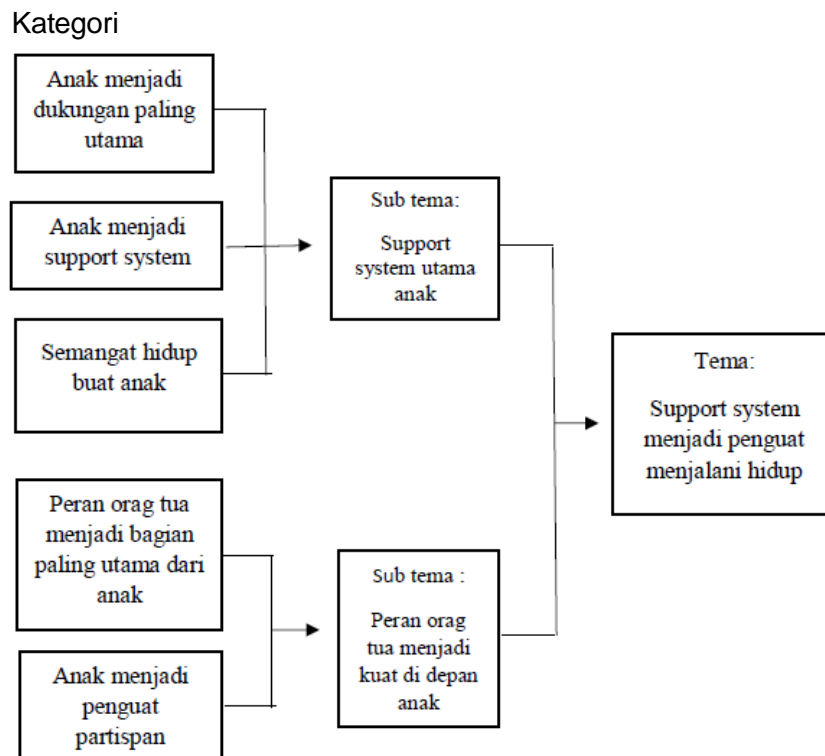 Kategori
Anak menjadi
dukungan paling
utama
Anak menjadi
support system
Semangat hidup
buat anak
Peran orag tua
menjadi bagian
paling utama dari
anak
Anak menjadi
penguat
partispan
Sub tema:
Support
system utama
anak
Sub tema :
Peran orag
tua menjadi
kuat di depan
anak
Tema:
Support system
menjadi penguat
menjalani hidup